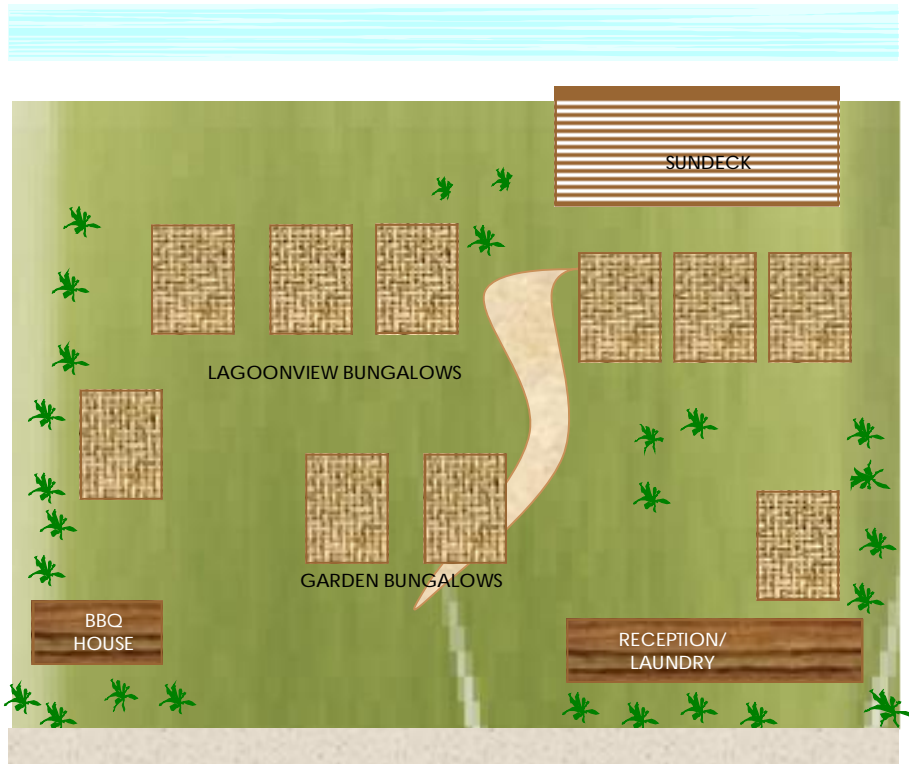 SUNDECK
LAGOONVIEW BUNGALOWS
GARDEN BUNGALOWS
BBQ
HOUSE
RECEPTION/
LAUNDRY